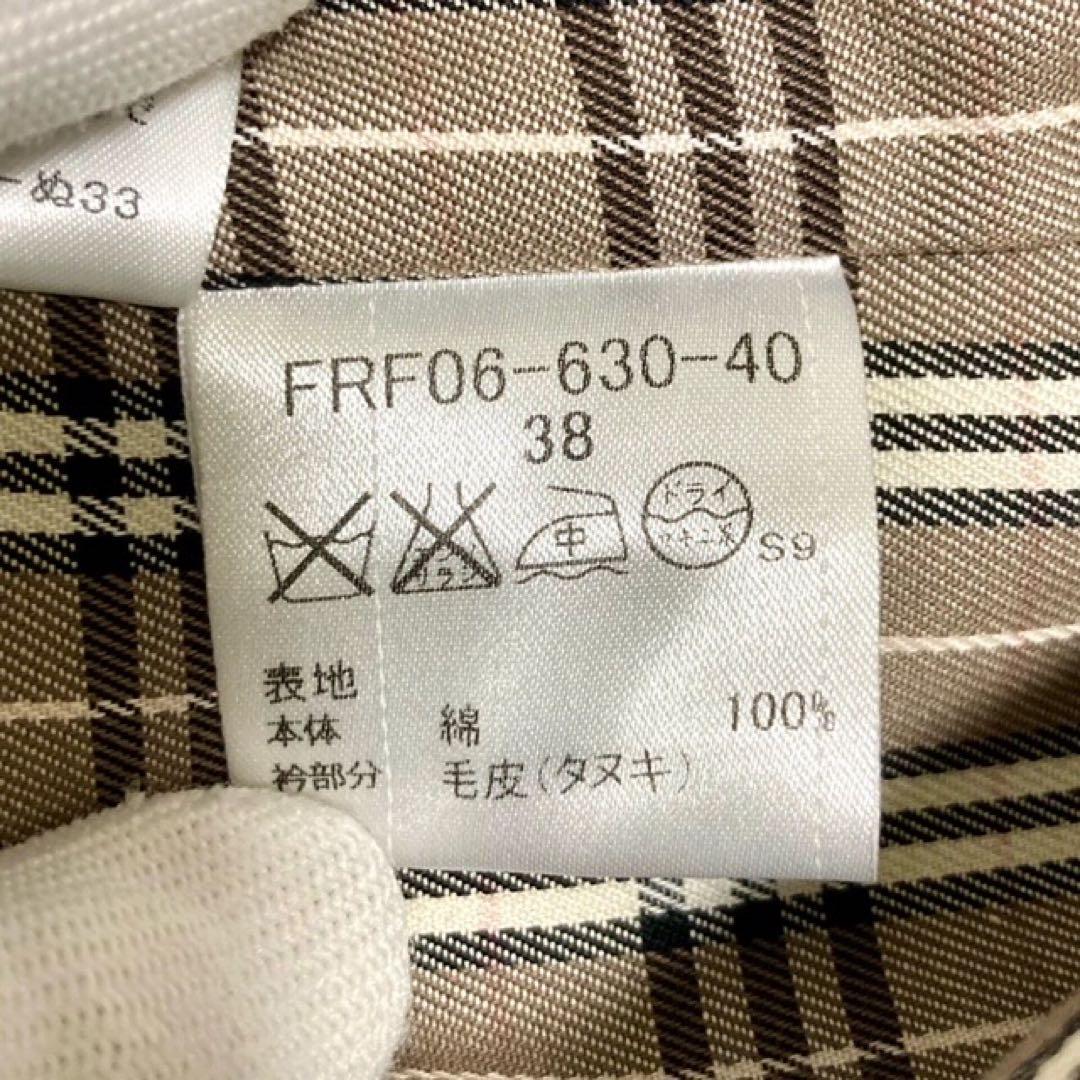 ぬ33
FRF06-630-40
38
中
ドライ
S9
表地
本体 綿 100%
衿部分 毛皮(タヌキ)